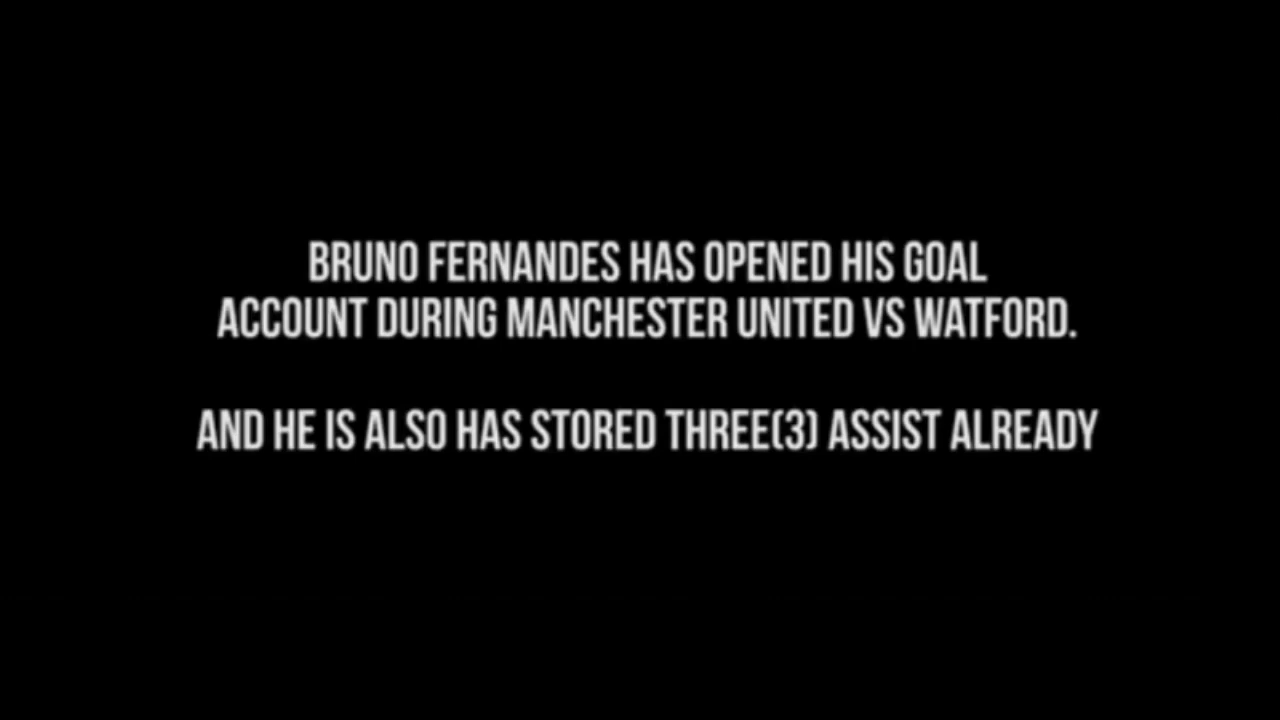 BRUNO FERNANDES HAS OPENED HIS GOAL
ACCOUNT DURING MANCHESTER UNITED VS WATFORD.
AND HE IS ALSO HAS STORED THREE(3) ASSIST ALREADY